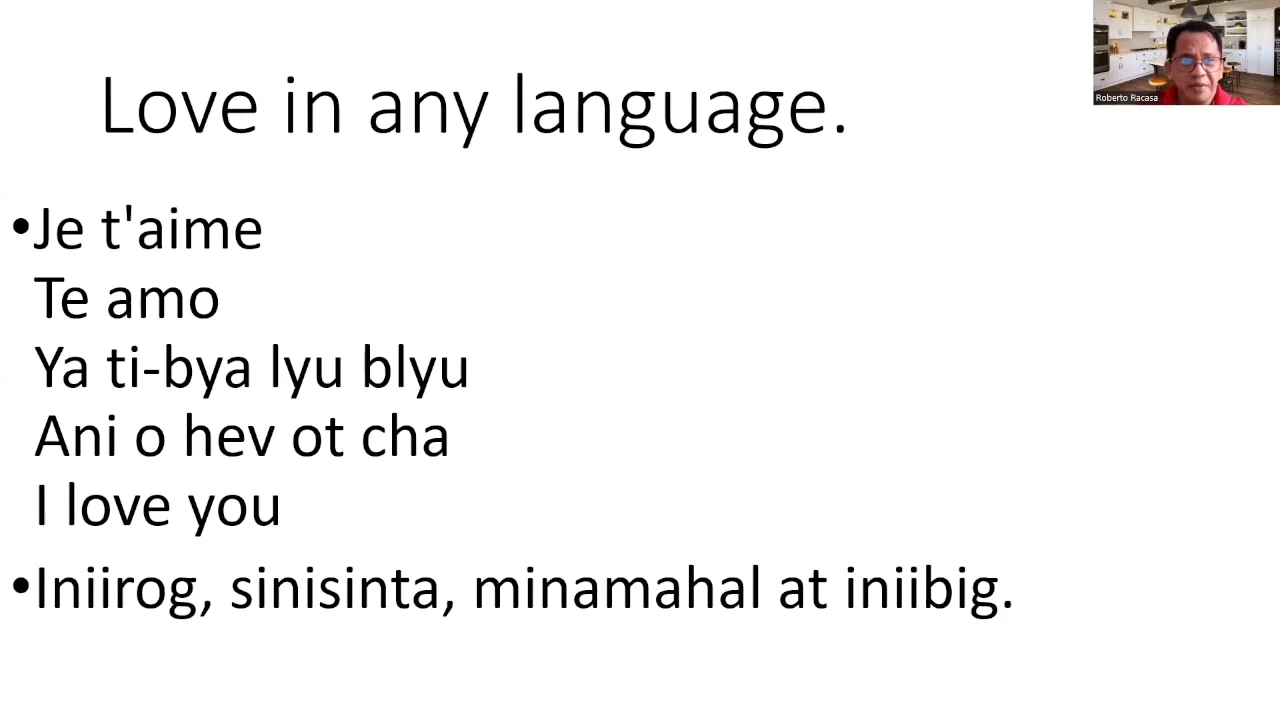 Love in any language.
Roberto Racasa
•Je t'aime
Te amo
Ya ti-bya lyu blyu
Ani o hev ot cha
I love you
•Iniirog, sinisinta, minamahal at iniibig.